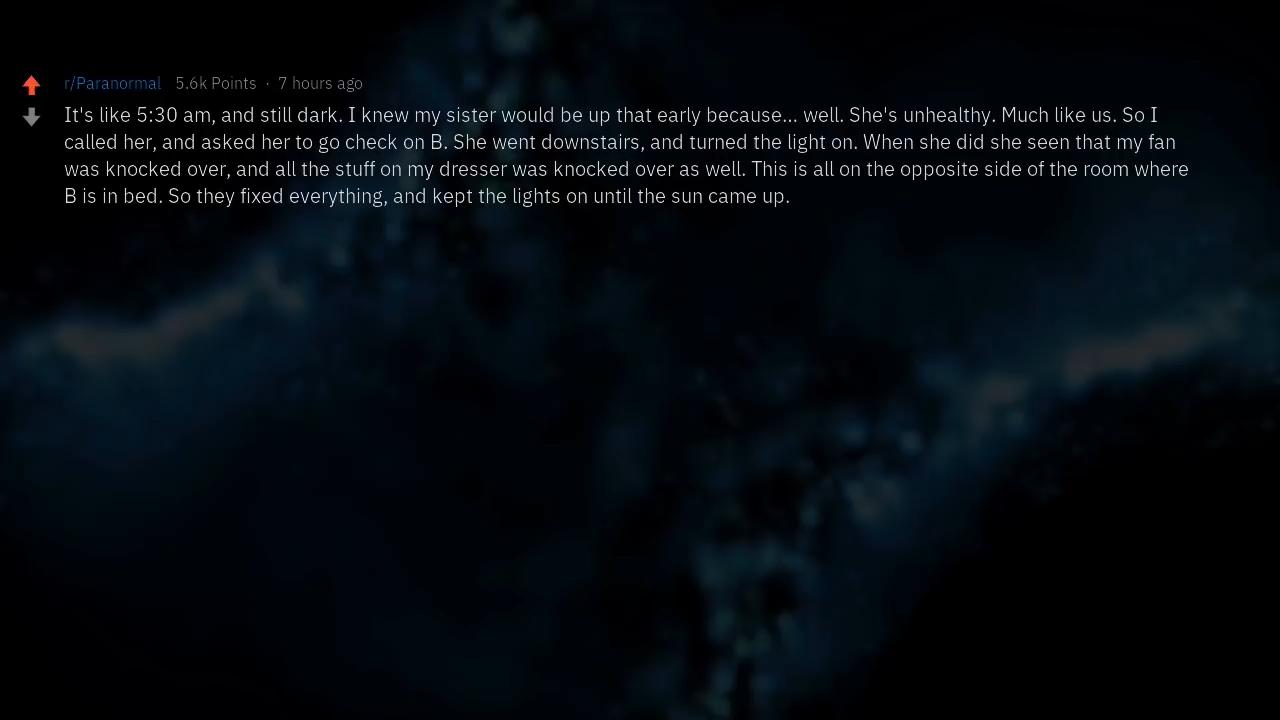 r/Paranormal 5.6k Points · 7 hours ago
It's like 5:30 am, and still dark. I knew my sister would be up that early because... well. She's unhealthy. Much like us. So I
called her, and asked her to go check on B. She went downstairs, and turned the light on. When she did she seen that my fan
was knocked over, and all the stuff on my dresser was knocked over as well. This is all on the opposite side of the room where
B is in bed. So they fixed everything, and kept the lights on until the sun came up.